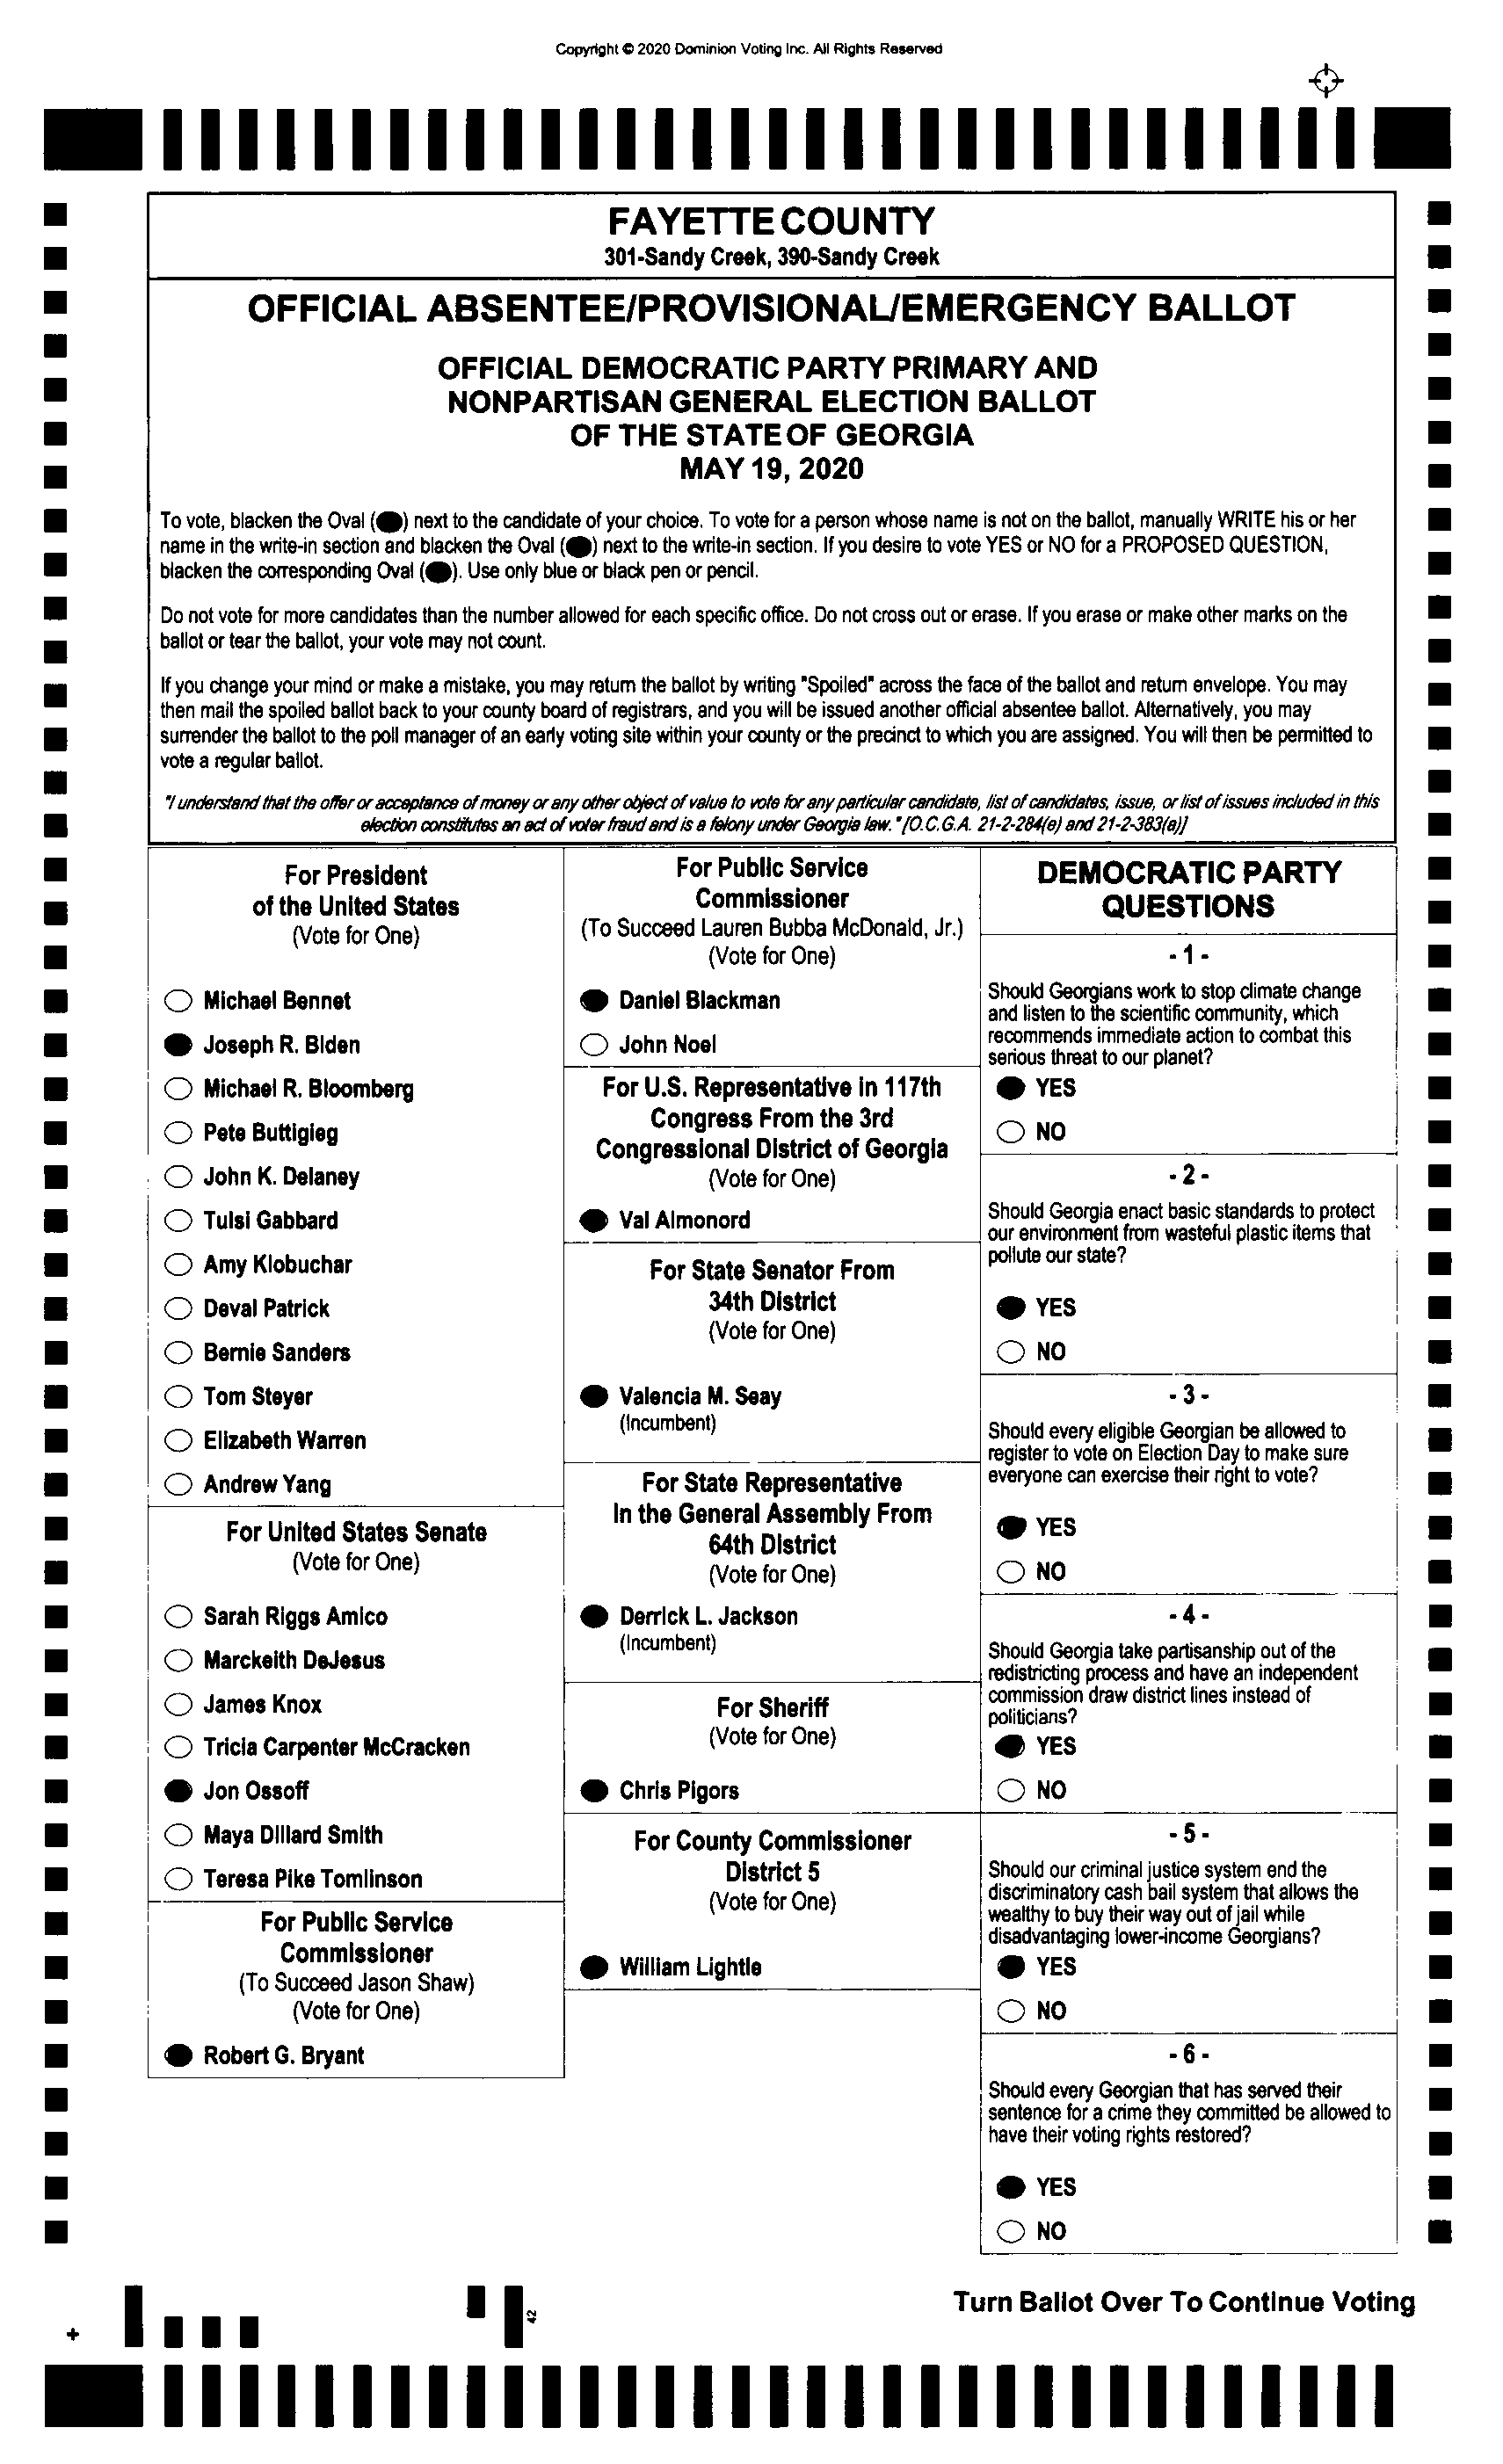 Copyright © 2020 Dominion Voting Inc. All Rights Reserved
FAYETTE COUNTY
301-Sandy Creek, 390-Sandy Creek
OFFICIAL ABSENTEE/PROVISIONAL/EMERGENCY BALLOT
OFFICIAL DEMOCRATIC PARTY PRIMARY AND
NONPARTISAN GENERAL ELECTION BALLOT
OF THE STATE OF GEORGIA
MAY 19, 2020
To vote, blacken the Oval ( ) next to the candidate of your choice. To vote for a person whose name is not on the ballot, manually WRITE his or her
name in the write-in section and blacken the Oval ( ) next to the write-in section. If you desire to vote YES or NO for a PROPOSED QUESTION,
blacken the corresponding Oval ( ). Use only blue or black pen or pencil.
Do not vote for more candidates than the number allowed for each specific office. Do not cross out or erase. If you erase or make other marks on the
ballot or tear the ballot, your vote may not count.
If you change your mind or make a mistake, you may return the ballot by writing "Spoiled" across the face of the ballot and return envelope. You may
then mail the spoiled ballot back to your county board of registrars, and you will be issued another official absentee ballot. Alternatively, you may
surrender the ballot to the poll manager of an early voting site within your county or the precinct to which you are assigned. You will then be permitted to
vote a regular ballot.
"I understand that the offer or acceptance of money or any other object of value to vote for any particular candidate, list of candidates, issue, or list of issues included in this
election constitutes an act of voter fraud and is a felony under Georgia law." [O.C.G.A. 21-2-284(e) and 21-2-383(a)]
For President
of the United States
(Vote for One)
Michael Bennet
Joseph R. Biden
Michael R. Bloomberg
Pete Buttigieg
John K. Delaney
Tulsi Gabbard
Amy Klobuchar
Deval Patrick
Bernie Sanders
Tom Steyer
Elizabeth Warren
Andrew Yang
For United States Senate
(Vote for One)
Sarah Riggs Amico
Marckeith DeJesus
James Knox
Tricia Carpenter McCracken
Jon Ossoff
Maya Dillard Smith
Teresa Pike Tomlinson
For Public Service
Commissioner
(To Succeed Jason Shaw)
(Vote for One)
Robert G. Bryant
For Public Service
Commissioner
(To Succeed Lauren Bubba McDonald, Jr.)
(Vote for One)
Daniel Blackman
John Noel
For U.S. Representative in 117th
Congress From the 3rd
Congressional District of Georgia
(Vote for One)
Val Almonord
For State Senator From
34th District
(Vote for One)
Valencia M. Seay
(Incumbent)
For State Representative
In the General Assembly From
64th District
(Vote for One)
Derrick L. Jackson
(Incumbent)
For Sheriff
(Vote for One)
Chris Pigors
For County Commissioner
District 5
(Vote for One)
William Lightle
DEMOCRATIC PARTY
QUESTIONS
- 1 -
Should Georgians work to stop climate change
and listen to the scientific community, which
recommends immediate action to combat this
serious threat to our planet?
YES
NO
- 2 -
Should Georgia enact basic standards to protect
our environment from wasteful plastic items that
pollute our state?
YES
NO
- 3 -
Should every eligible Georgian be allowed to
register to vote on Election Day to make sure
everyone can exercise their right to vote?
YES
NO
- 4 -
Should Georgia take partisanship out of the
redistricting process and have an independent
commission draw district lines instead of
politicians?
YES
NO
- 5 -
Should our criminal justice system end the
discriminatory cash bail system that allows the
wealthy to buy their way out of jail while
disadvantaging lower-income Georgians?
YES
NO
- 6 -
Should every Georgian that has served their
sentence for a crime they committed be allowed to
have their voting rights restored?
YES
NO
Turn Ballot Over To Continue Voting
42